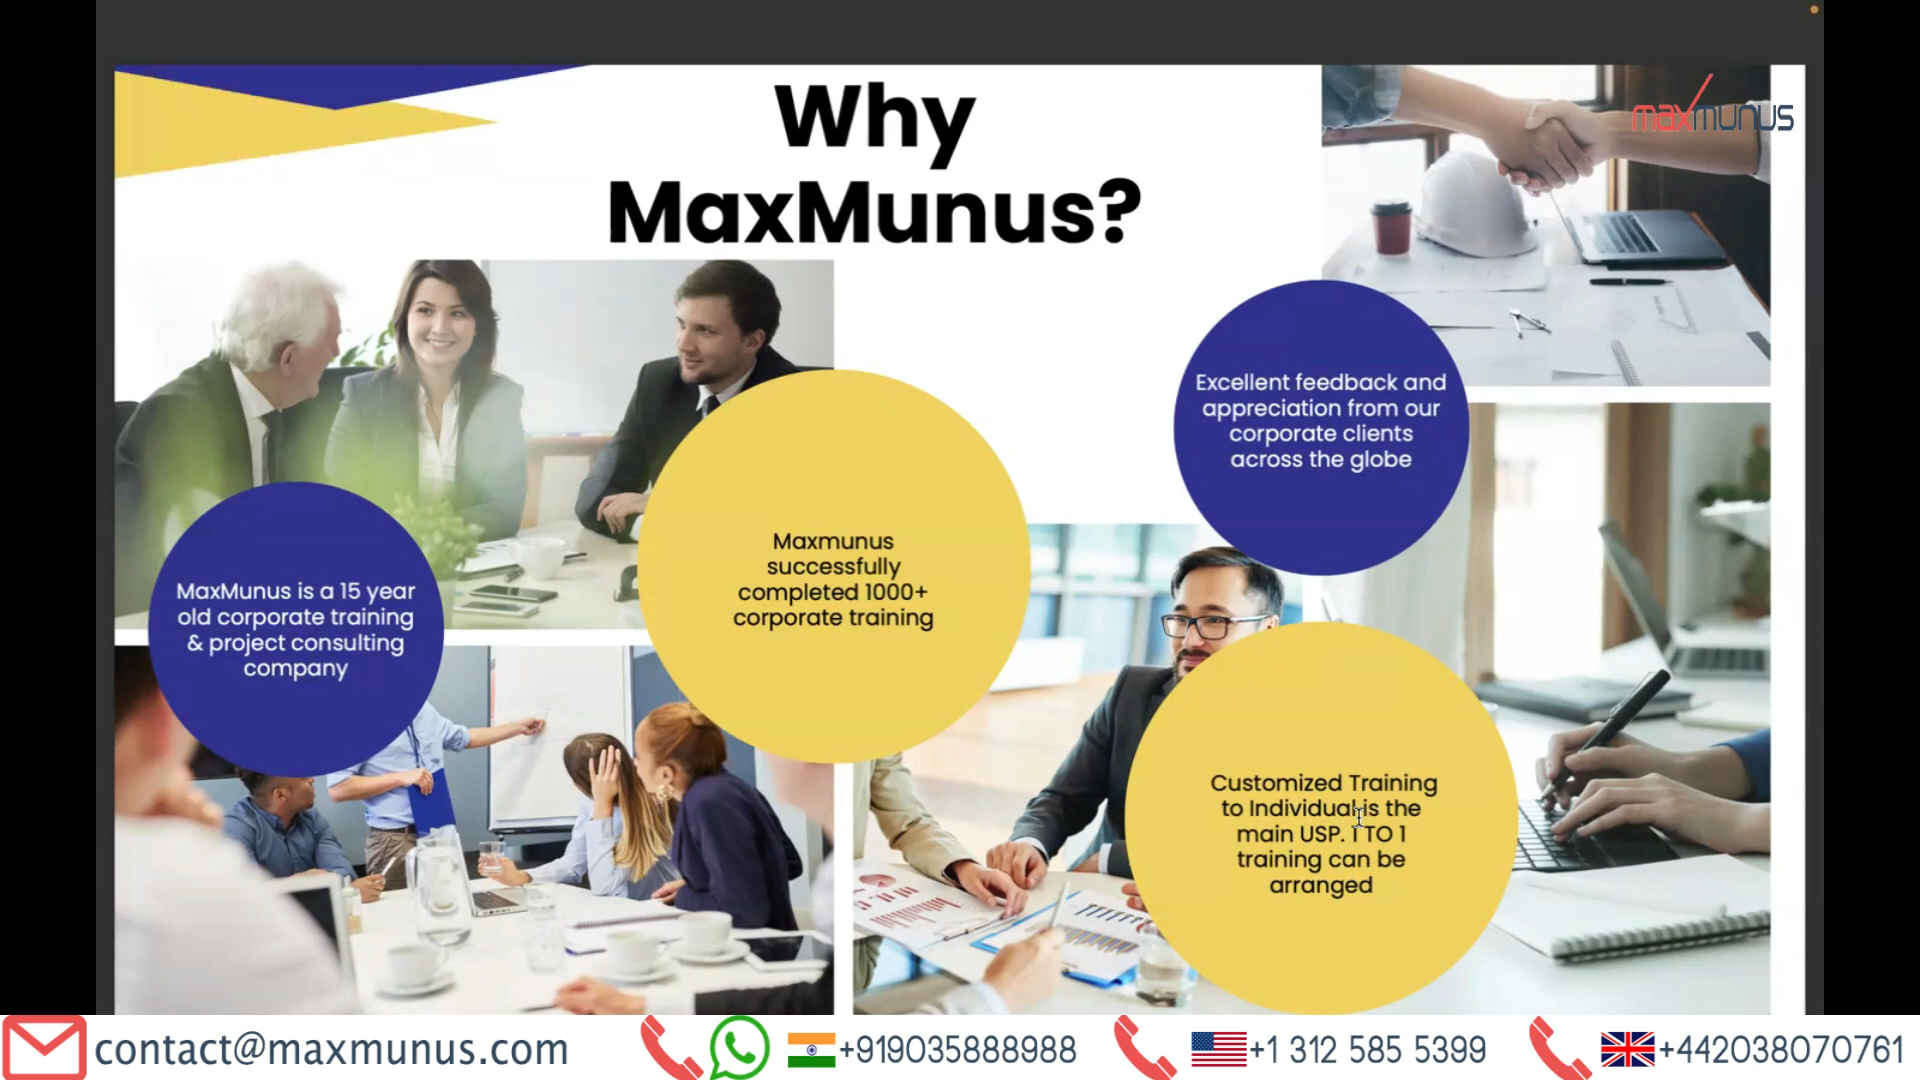 Why
MaxMunus?
maxmunus
Excellent feedback and
appreciation from our
corporate clients
across the globe
Maxmunus
successfully
completed 1000+
corporate training
MaxMunus is a 15 year
old corporate training
& project consulting
company
Customized Training
to Individual is the
main USP. 1 TO 1
training can be
arranged
contact@maxmunus.com
+919035888988
+1 312 585 5399
+442038070761